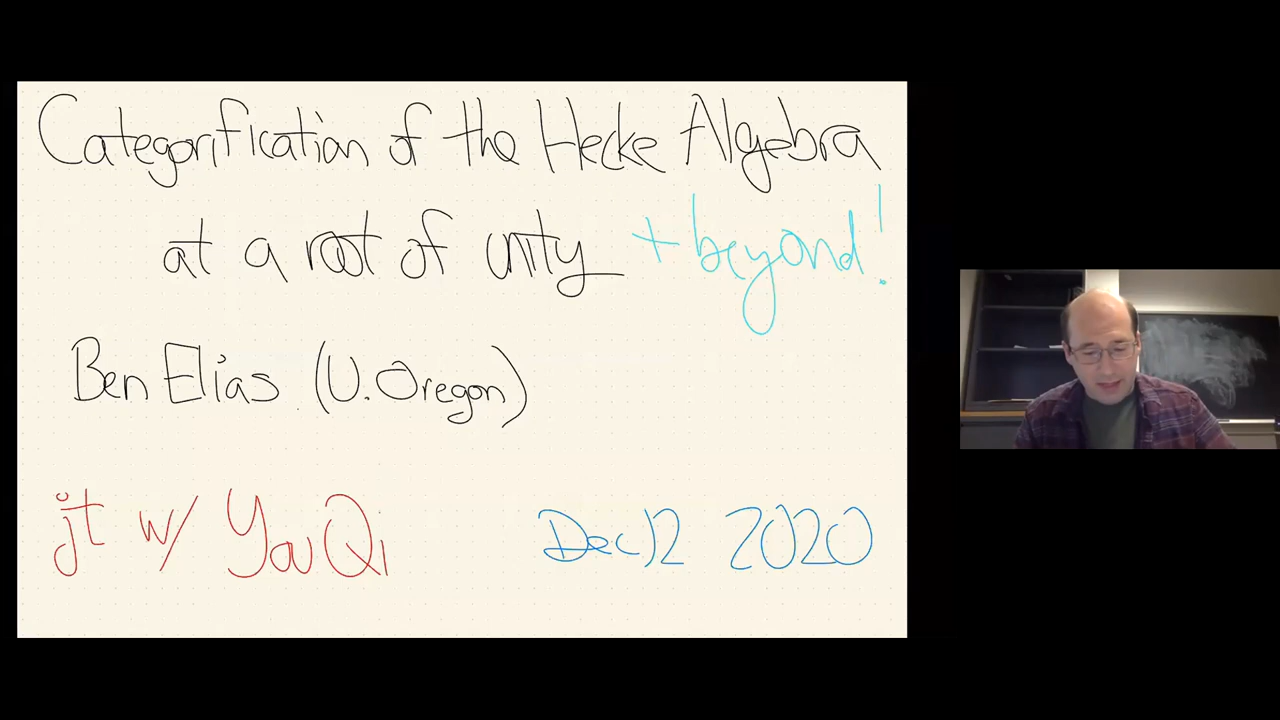 Categorification of the Hecke Algebra
at a root of unity + beyond!
Ben Elias (U. Oregon)
jt w/ You Qi
Dec 12 2020